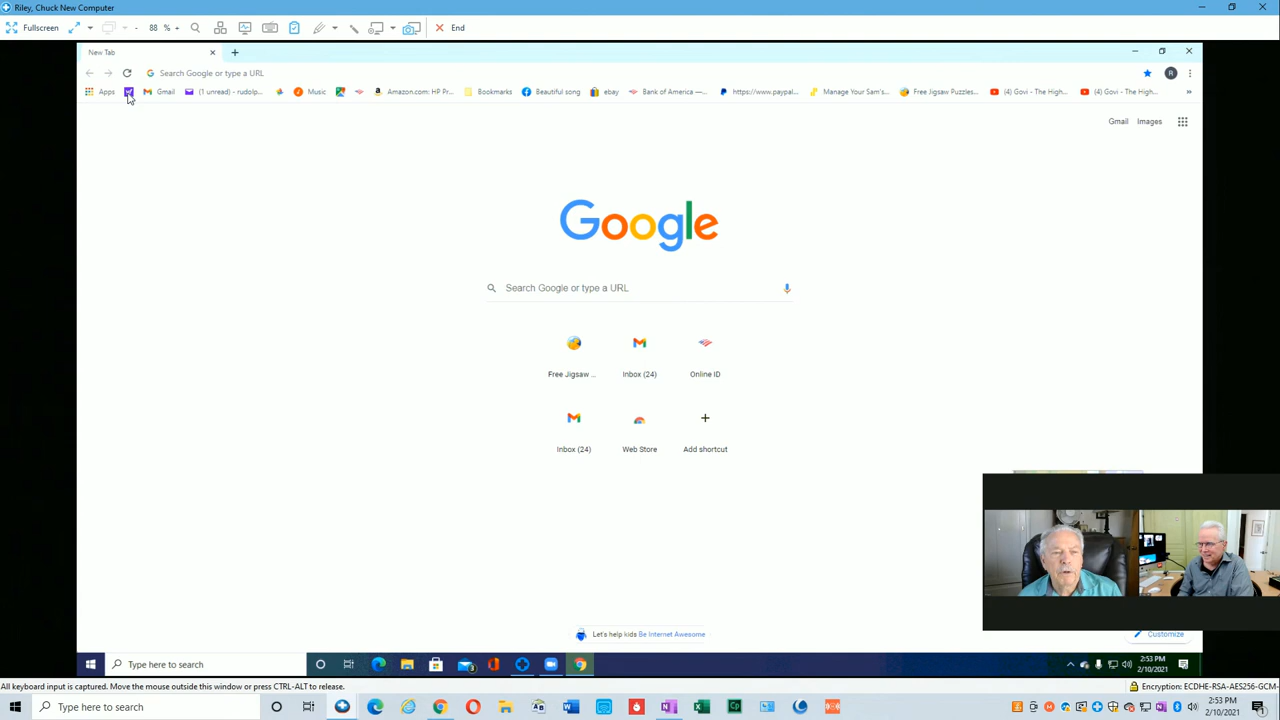 Riley, Chuck New Computer
Fullscreen - 88 % + End
New Tab
Search Google or type a URL
Apps Gmail (1 unread) - rudolp... Music Amazon.com: HP Pr... Bookmarks Beautiful song ebay Bank of America —... https://www.paypal... Manage Your Sam's... Free Jigsaw Puzzles... (4) Govi - The High... (4) Govi - The High... »
Gmail Images
Google
Search Google or type a URL
Free Jigsaw ... Inbox (24) Online ID
Inbox (24) Web Store Add shortcut
Let's help kids Be Internet Awesome
Customize
Type here to search
2:53 PM
2/10/2021
All keyboard input is captured. Move the mouse outside this window or press CTRL-ALT to release. Encryption: ECDHE-RSA-AES256-GCM-
Type here to search
2:53 PM
2/10/2021